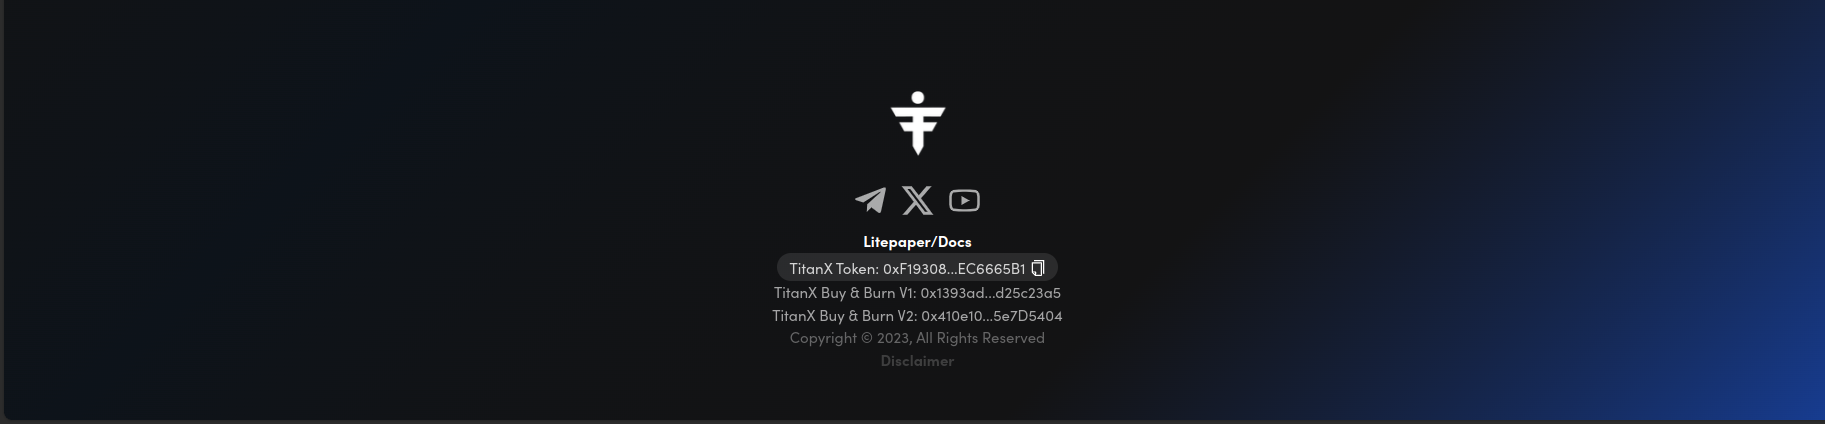 Litepaper/Docs
TitanX Token: 0xF19308...EC6665B1
TitanX Buy & Burn V1: 0x1393ad...d25c23a5
TitanX Buy & Burn V2: 0x410e10...5e7D5404
Copyright © 2023, All Rights Reserved
Disclaimer